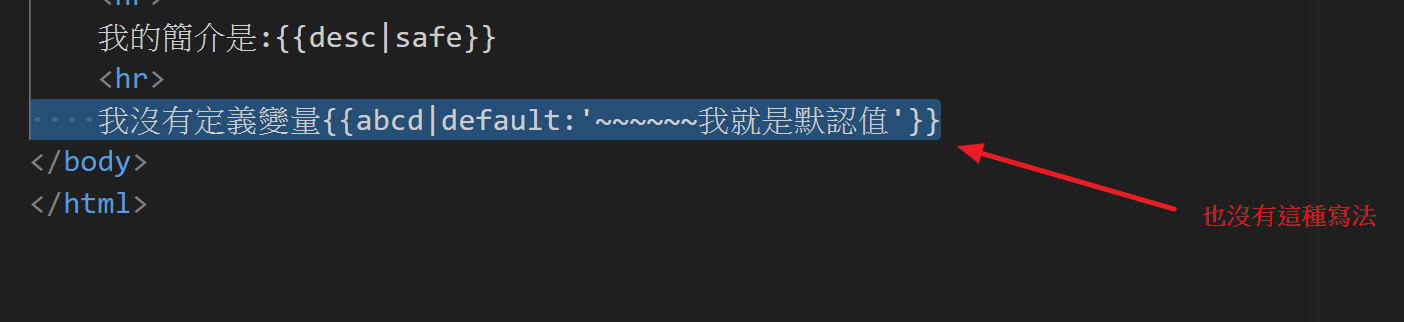 <hr>
我的簡介是:{{desc|safe}}
<hr>
我沒有定義變量{{abcd|default:'~~~~~~我就是默認值'}}
</body>
</html>
也沒有這種寫法